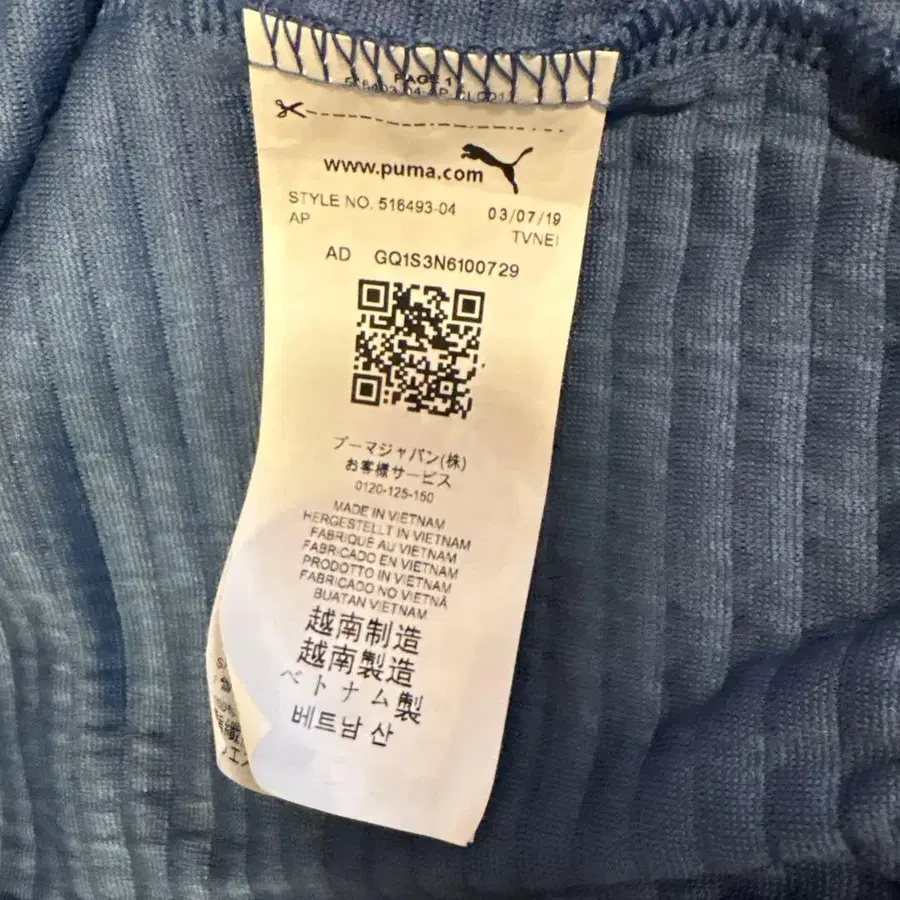 PAGE 1
www.puma.com
STYLE NO. 516493-04 03/07/19
AP TVNEI
AD GQ1S3N6100729
プーマジャパン(株)
お客様サービス
0120-125-150
MADE IN VIETNAM
HERGESTELLT IN VIETNAM
FABRIQUÉ AU VIETNAM
FABRICADO EN VIETNAM
PRODOTTO IN VIETNAM
FABRICADO NO VIETNÃ
BUATAN VIETNAM
越南制造
越南製造
ベトナム製
베트남 산